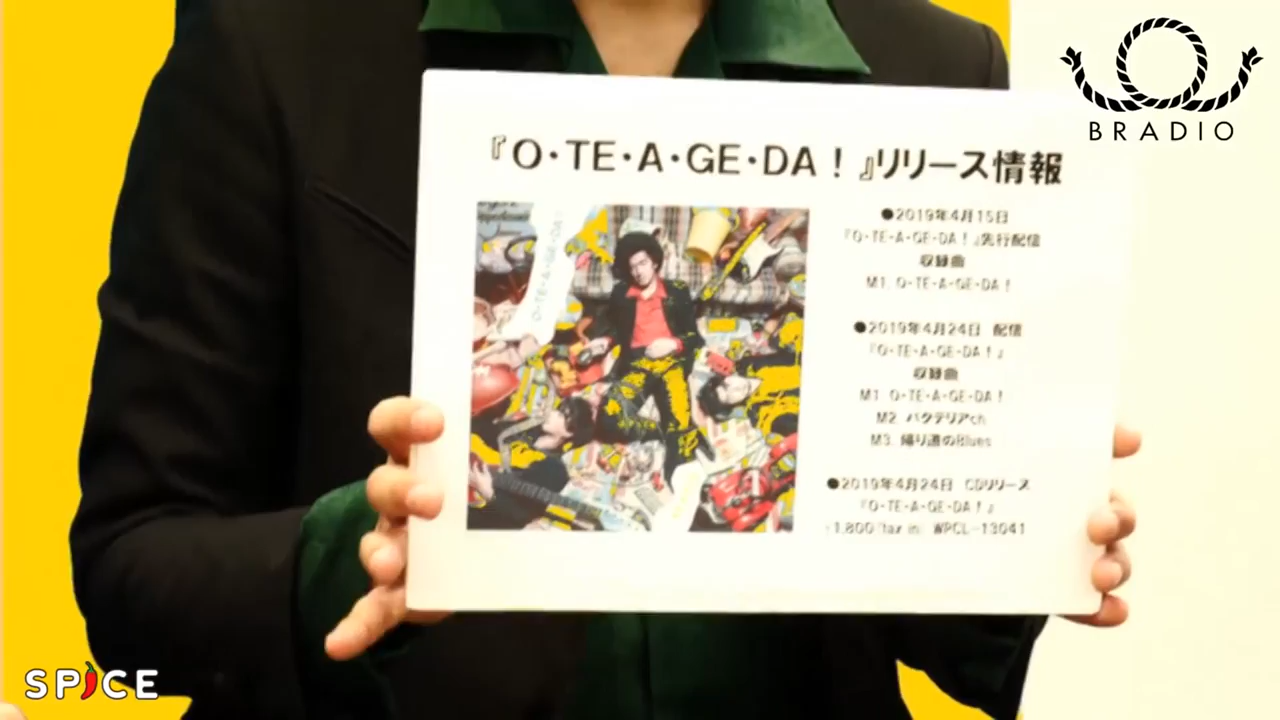 BRADIO
『O・TE・A・GE・DA！』リリース情報
O・TE・A・GE・DA!
●2019年4月15日
『O・TE・A・GE・DA！』先行配信
収録曲
M1. O・TE・A・GE・DA！
●2019年4月24日 配信
『O・TE・A・GE・DA！』
収録曲
M1. O・TE・A・GE・DA！
M2. バクテリアch
M3. 帰り道のBlues
●2019年4月24日 CDリリース
『O・TE・A・GE・DA！』
1,800 tax in WPCL-13041
SPICE